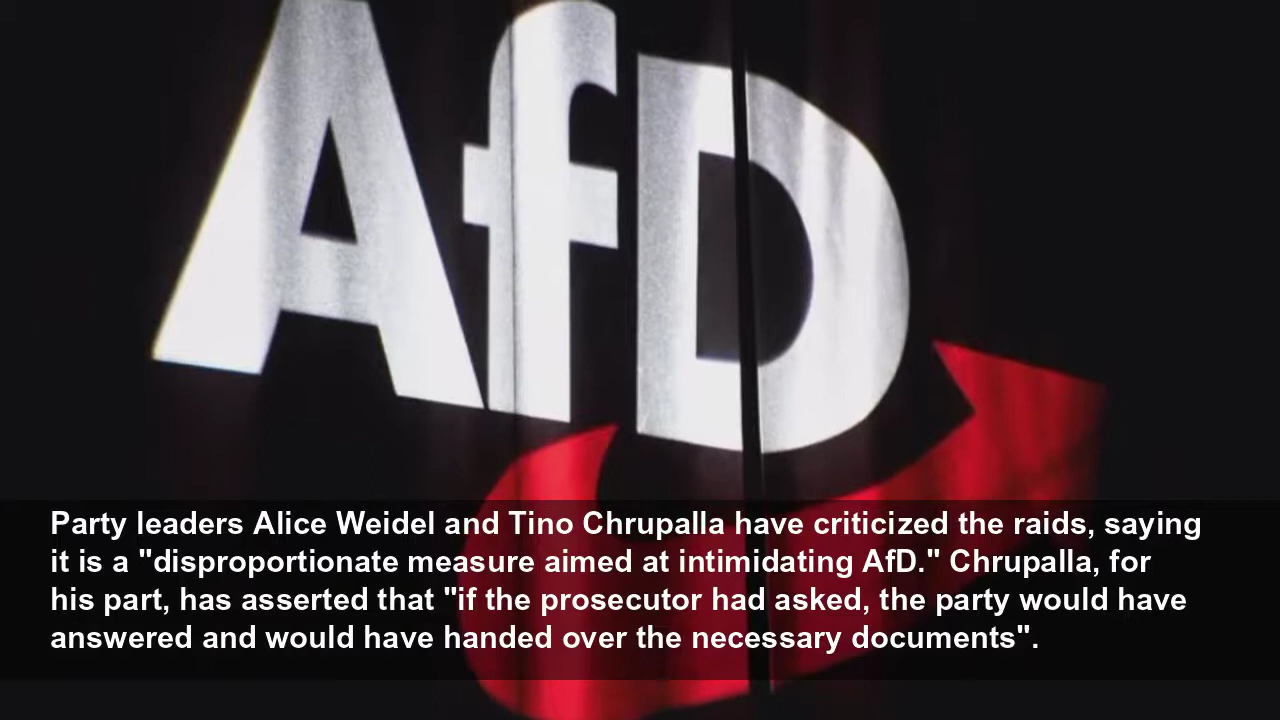 AfD
Party leaders Alice Weidel and Tino Chrupalla have criticized the raids, saying
it is a "disproportionate measure aimed at intimidating AfD." Chrupalla, for
his part, has asserted that "if the prosecutor had asked, the party would have
answered and would have handed over the necessary documents".